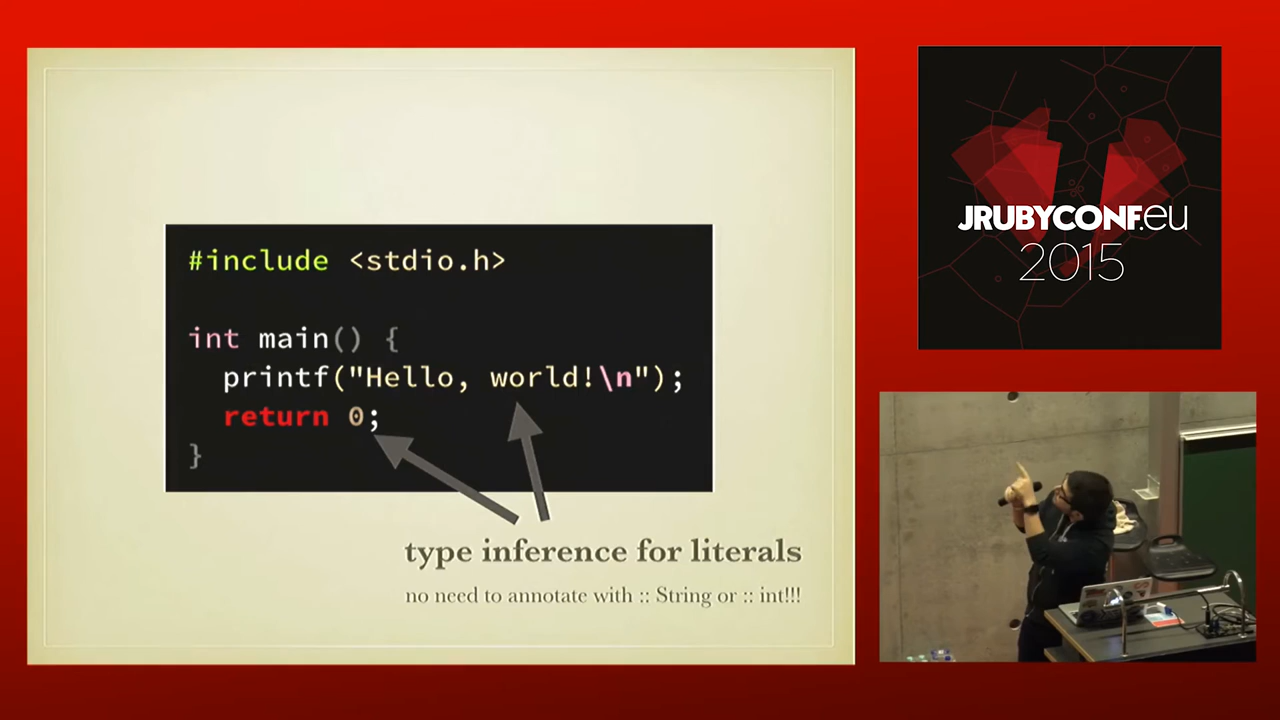 #include <stdio.h>
int main() {
printf("Hello, world!\n");
return 0;
}
type inference for literals
no need to annotate with :: String or :: int!!!
JRUBYCONF.eu
2015